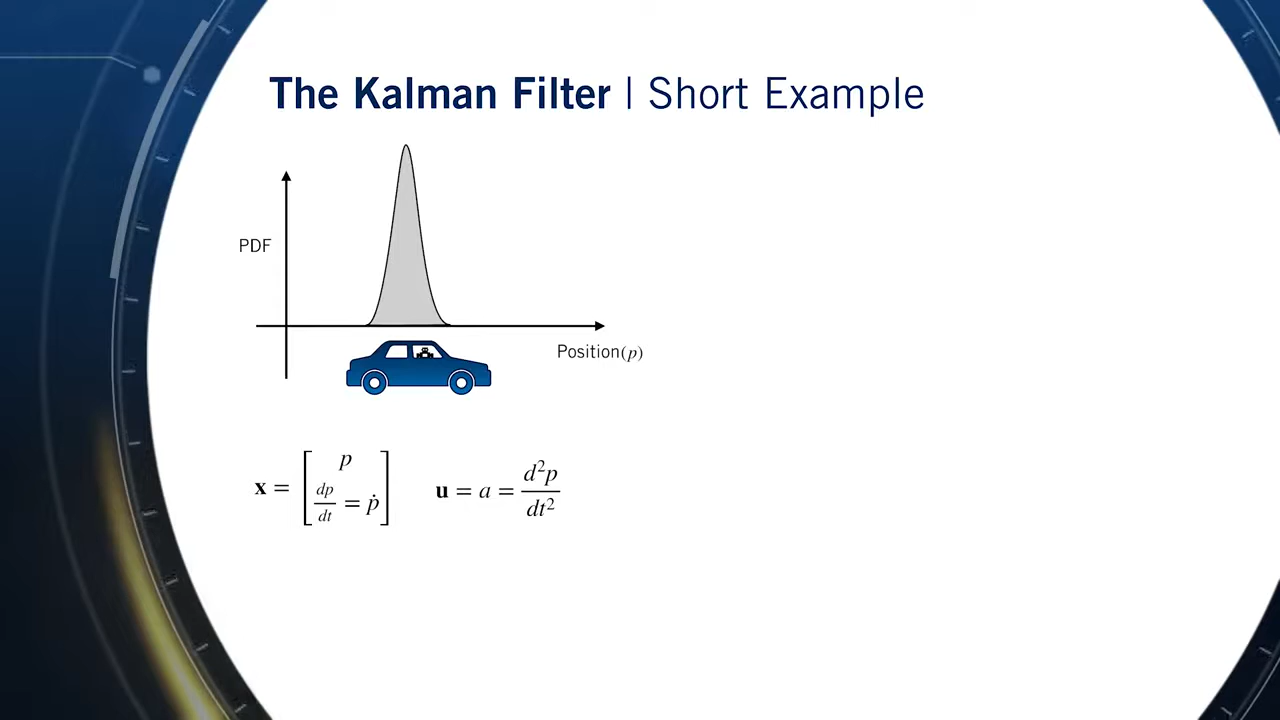 The Kalman Filter | Short Example
PDF
Position(p)
x = [ p
dp/dt = ṗ ]
u = a = d²p/dt²